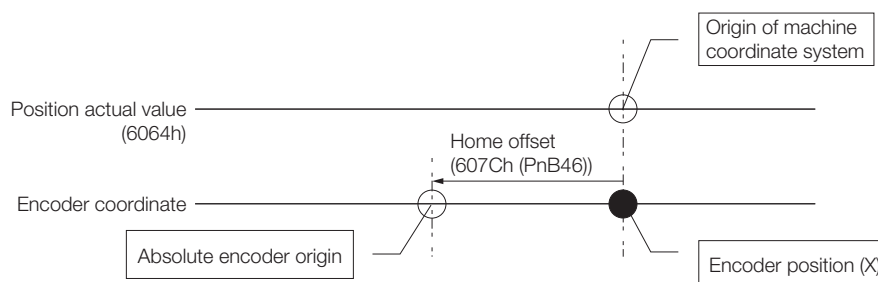 Origin of machine
coordinate system
Position actual value
(6064h)
Home offset
(607Ch (PnB46))
Encoder coordinate
Absolute encoder origin
Encoder position (X)